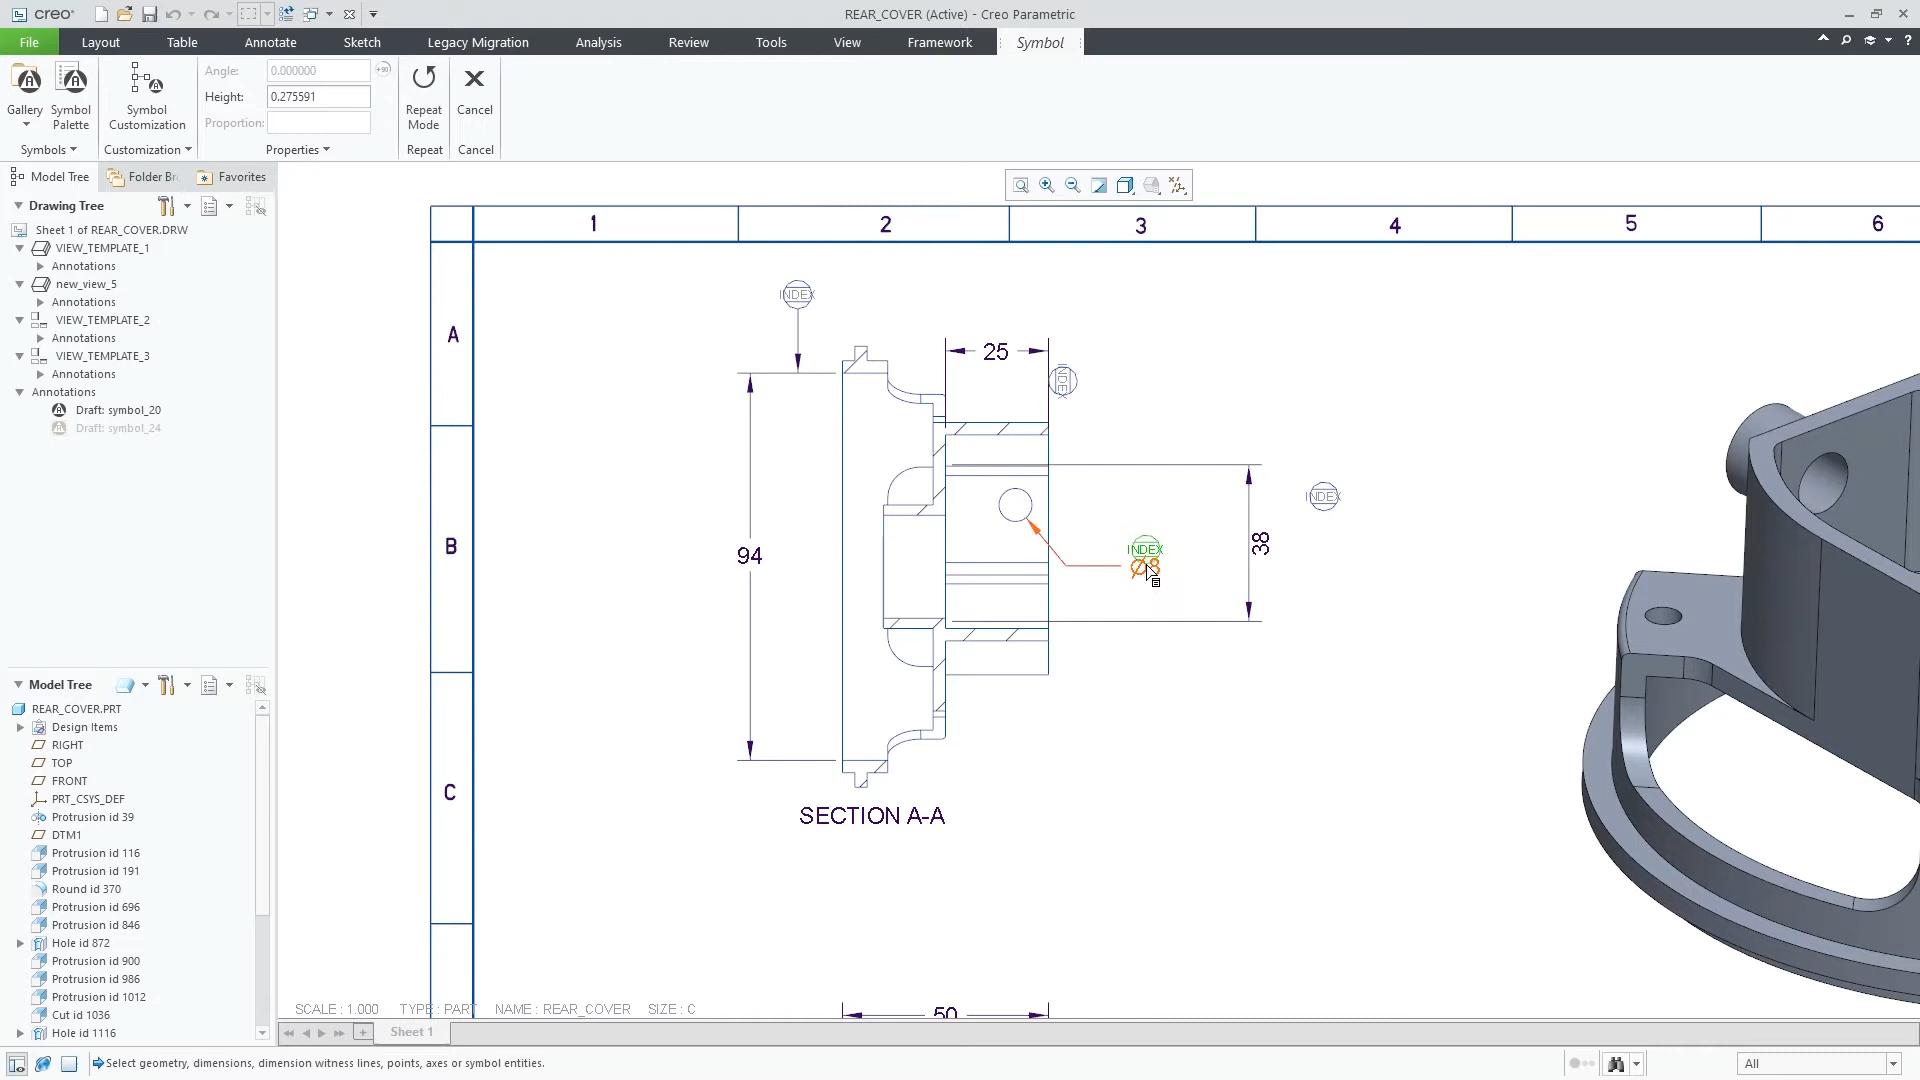 creo
REAR_COVER (Active) - Creo Parametric
File
Layout
Table
Annotate
Sketch
Legacy Migration
Analysis
Review
Tools
View
Framework
Symbol
?
Gallery
Symbol
Palette
Symbols
Symbol
Customization
Customization
Angle:
0.000000
+90
Height:
0.275591
Proportion:
Properties
Repeat
Mode
Repeat
Cancel
Cancel
Model Tree
Folder Br
Favorites
Drawing Tree
Sheet 1 of REAR_COVER.DRW
VIEW_TEMPLATE_1
Annotations
new_view_5
Annotations
VIEW_TEMPLATE_2
Annotations
VIEW_TEMPLATE_3
Annotations
Annotations
Draft: symbol_20
Draft: symbol_24
Model Tree
REAR_COVER.PRT
Design Items
RIGHT
TOP
FRONT
PRT_CSYS_DEF
Protrusion id 39
DTM1
Protrusion id 116
Protrusion id 191
Round id 370
Protrusion id 696
Protrusion id 846
Hole id 872
Protrusion id 900
Protrusion id 986
Protrusion id 1012
Cut id 1036
Hole id 1116
1
2
3
4
5
6
A
B
C
INDEX
25
INDEX
INDEX
94
INDEX
Ø8
38
SECTION A-A
50
SCALE : 1.000 TYPE : PART NAME : REAR_COVER SIZE : C
Sheet 1
Select geometry, dimensions, dimension witness lines, points, axes or symbol entities.
All